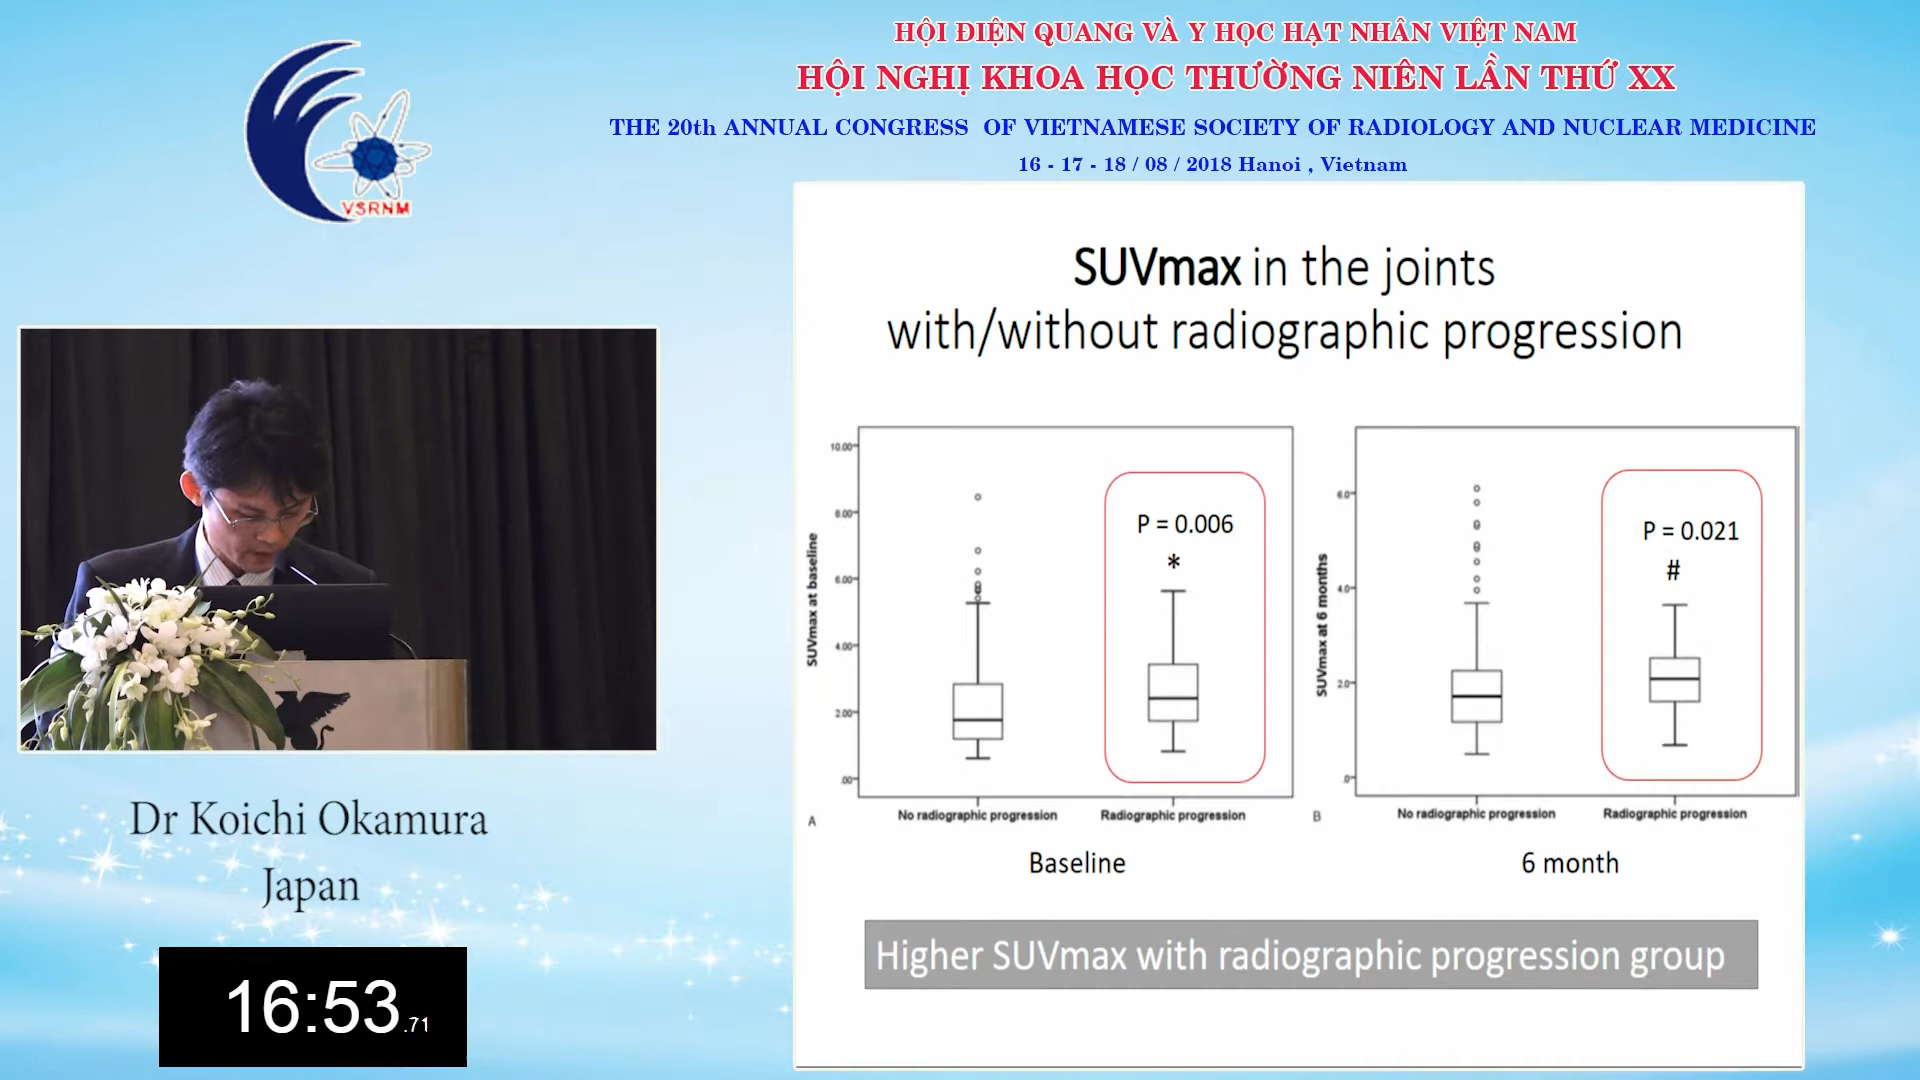 HỘI ĐIỆN QUANG VÀ Y HỌC HẠT NHÂN VIỆT NAM
HỘI NGHỊ KHOA HỌC THƯỜNG NIÊN LẦN THỨ XX
THE 20th ANNUAL CONGRESS OF VIETNAMESE SOCIETY OF RADIOLOGY AND NUCLEAR MEDICINE
16 - 17 - 18 / 08 / 2018 Hanoi , Vietnam
VSRNM
SUVmax in the joints
with/without radiographic progression
SUVmax at baseline
10.00
8.00
6.00
4.00
2.00
.00
P = 0.006
*
No radiographic progression
Radiographic progression
A
Baseline
SUVmax at 6 months
6.0
4.0
2.0
.0
P = 0.021
#
No radiographic progression
Radiographic progression
B
6 month
Higher SUVmax with radiographic progression group
Dr Koichi Okamura
Japan
16:53.71